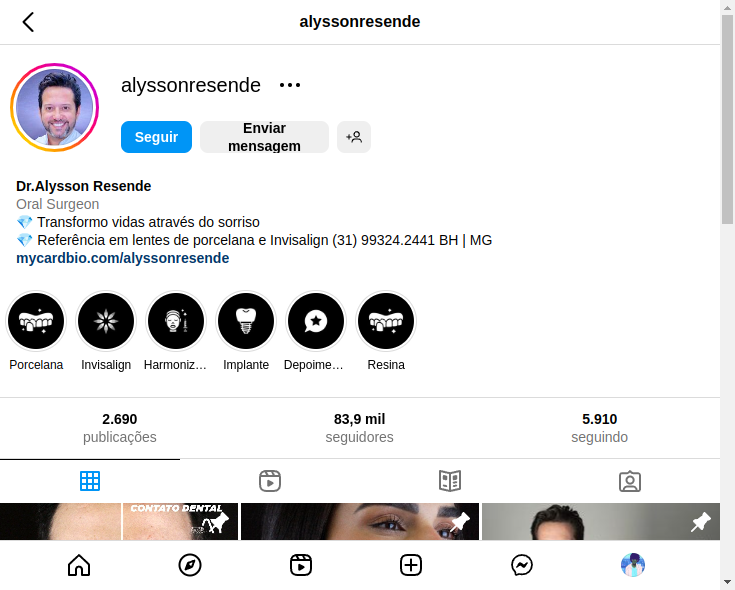 alyssonresende
alyssonresende
Seguir
Enviar
mensagem
Dr.Alysson Resende
Oral Surgeon
💎 Transformo vidas através do sorriso
💎 Referência em lentes de porcelana e Invisalign (31) 99324.2441 BH | MG
mycardbio.com/alyssonresende
Porcelana Invisalign Harmoniz… Implante Depoime… Resina
2.690 83,9 mil 5.910
publicações seguidores seguindo
CONTATO DENTAL